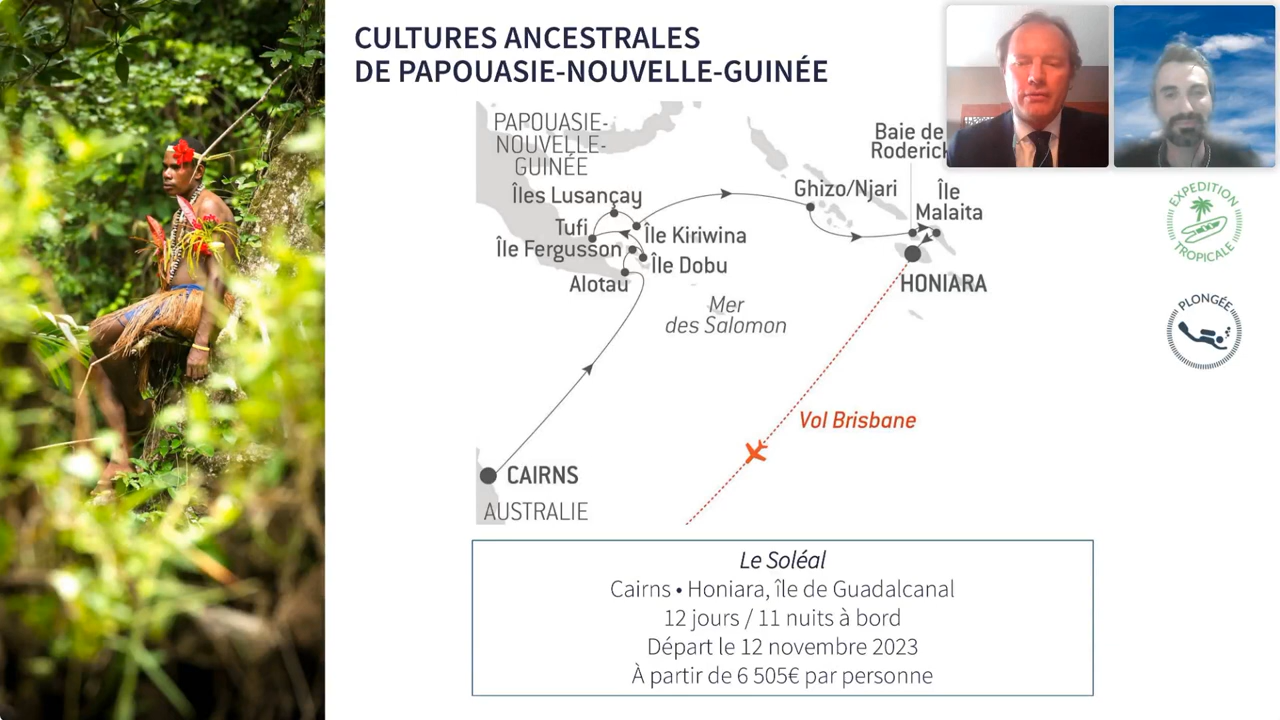 CULTURES ANCESTRALES
DE PAPOUASIE-NOUVELLE-GUINÉE
PAPOUASIE-
NOUVELLE-
GUINÉE
Îles Lusançay
Tufi
Île Kiriwina
Île Fergusson
Île Dobu
Alotau
Mer
des Salomon
Ghizo/Njari
Baie de
Roderick
Île
Malaita
HONIARA
Vol Brisbane
CAIRNS
AUSTRALIE
EXPEDITION
TROPICALE
PLONGÉE
Le Soléal
Cairns • Honiara, île de Guadalcanal
12 jours / 11 nuits à bord
Départ le 12 novembre 2023
À partir de 6 505€ par personne